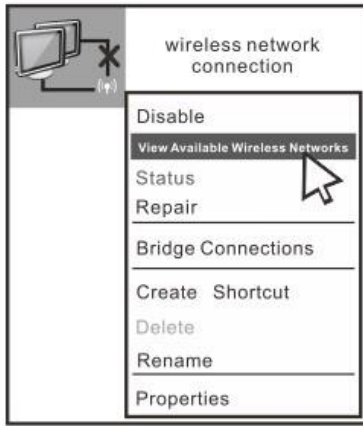 wireless network
connection
Disable
View Available Wireless Networks
Status
Repair
Bridge Connections
Create Shortcut
Delete
Rename
Properties